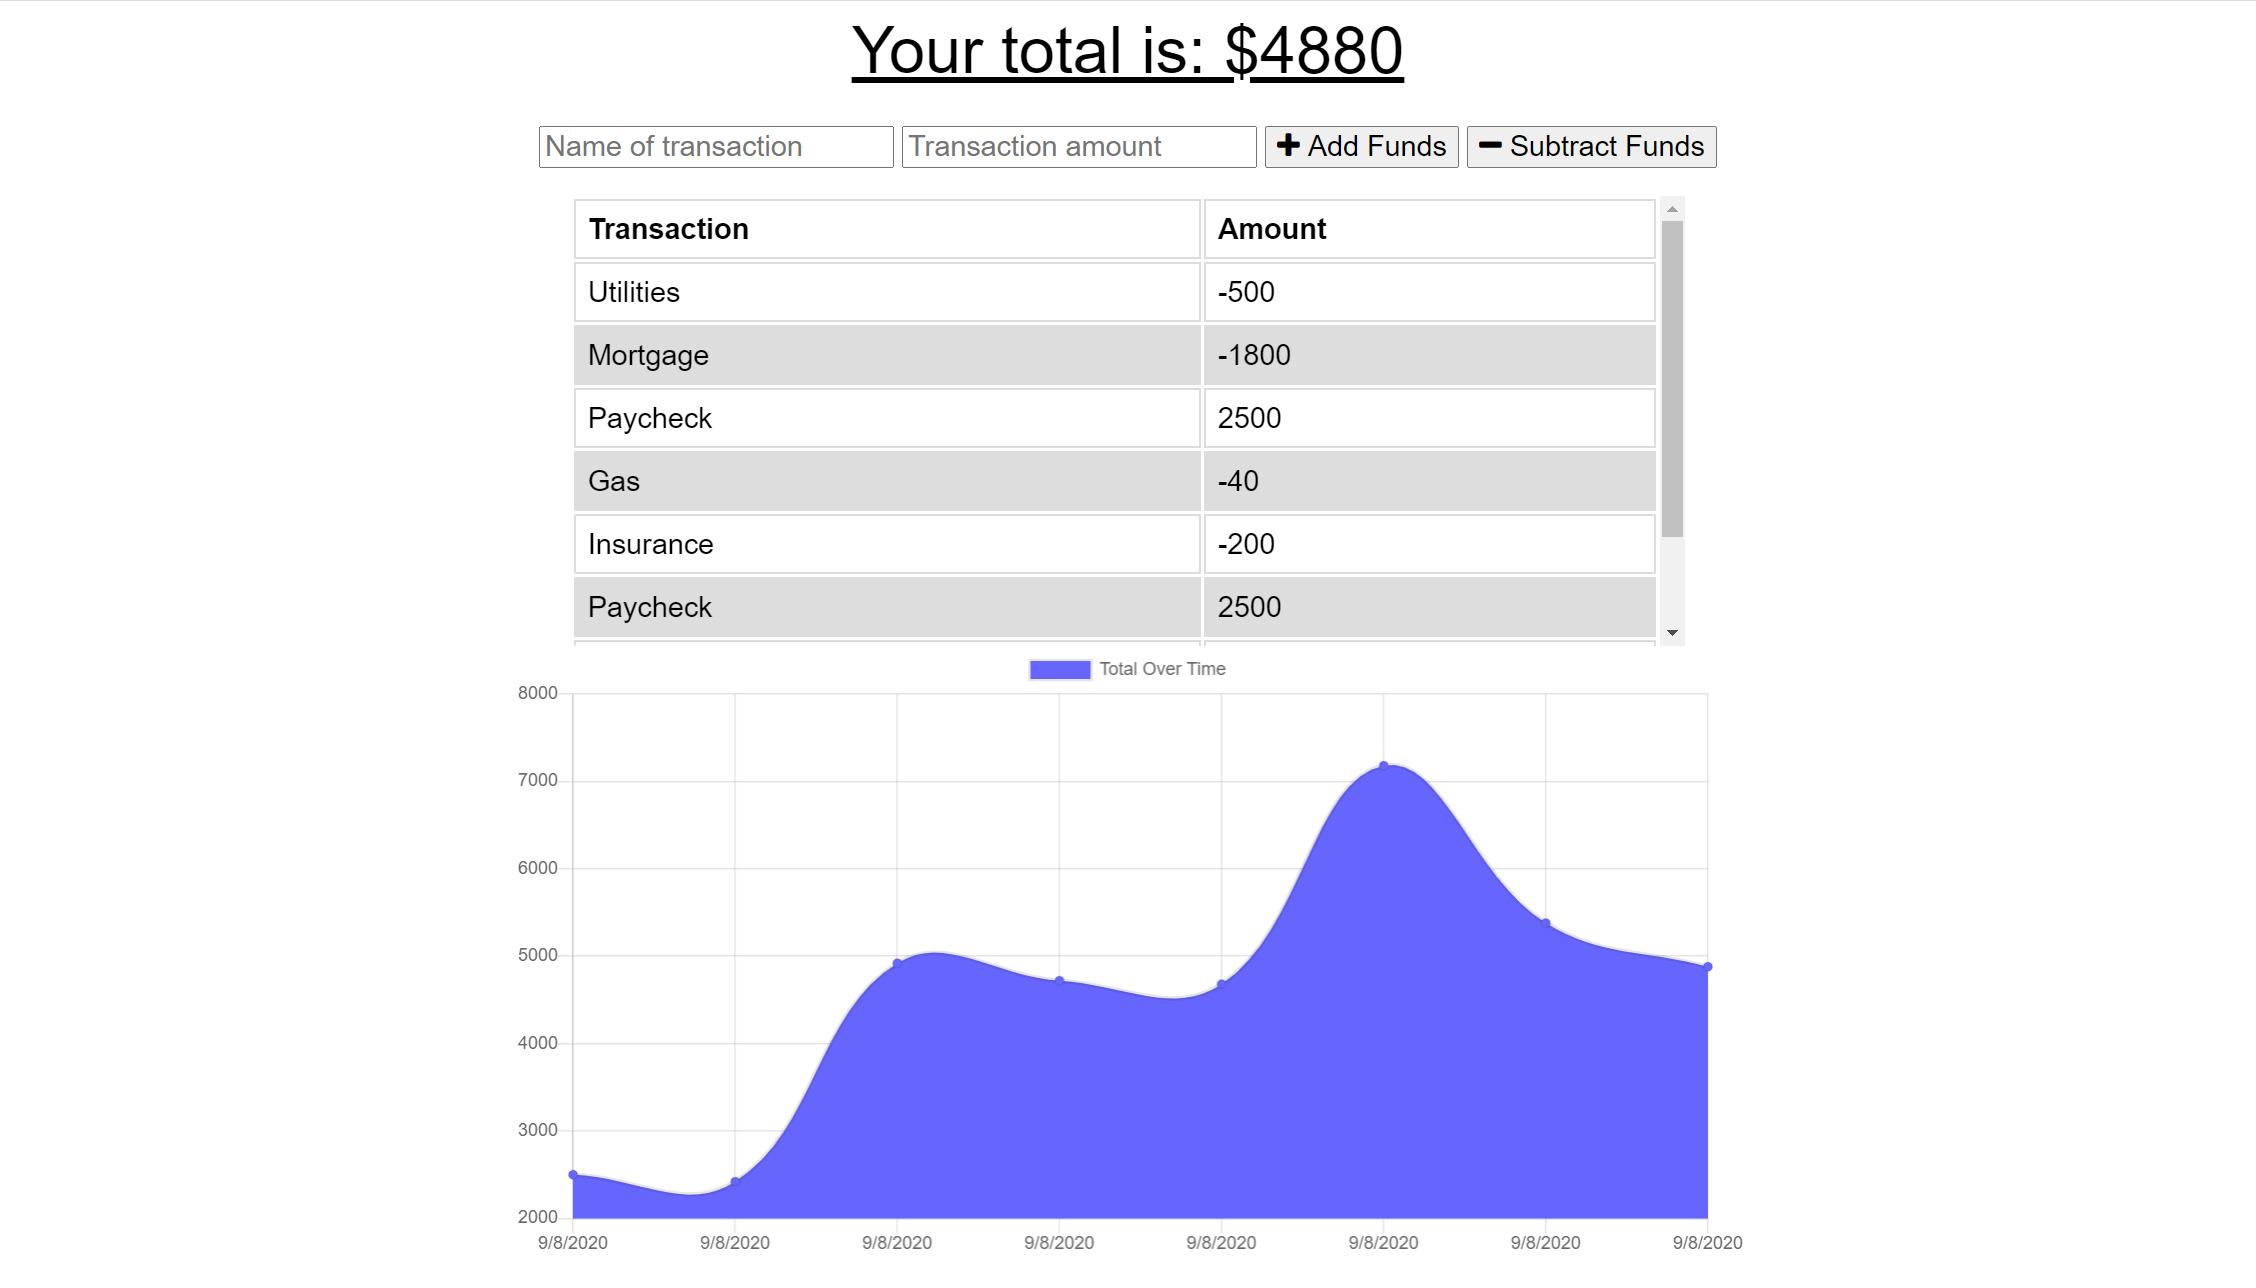 Your total is: $4880
Name of transaction Transaction amount Add Funds Subtract Funds
Transaction Amount
Utilities -500
Mortgage -1800
Paycheck 2500
Gas -40
Insurance -200
Paycheck 2500
Total Over Time
8000
7000
6000
5000
4000
3000
2000
9/8/2020 9/8/2020 9/8/2020 9/8/2020 9/8/2020 9/8/2020 9/8/2020 9/8/2020